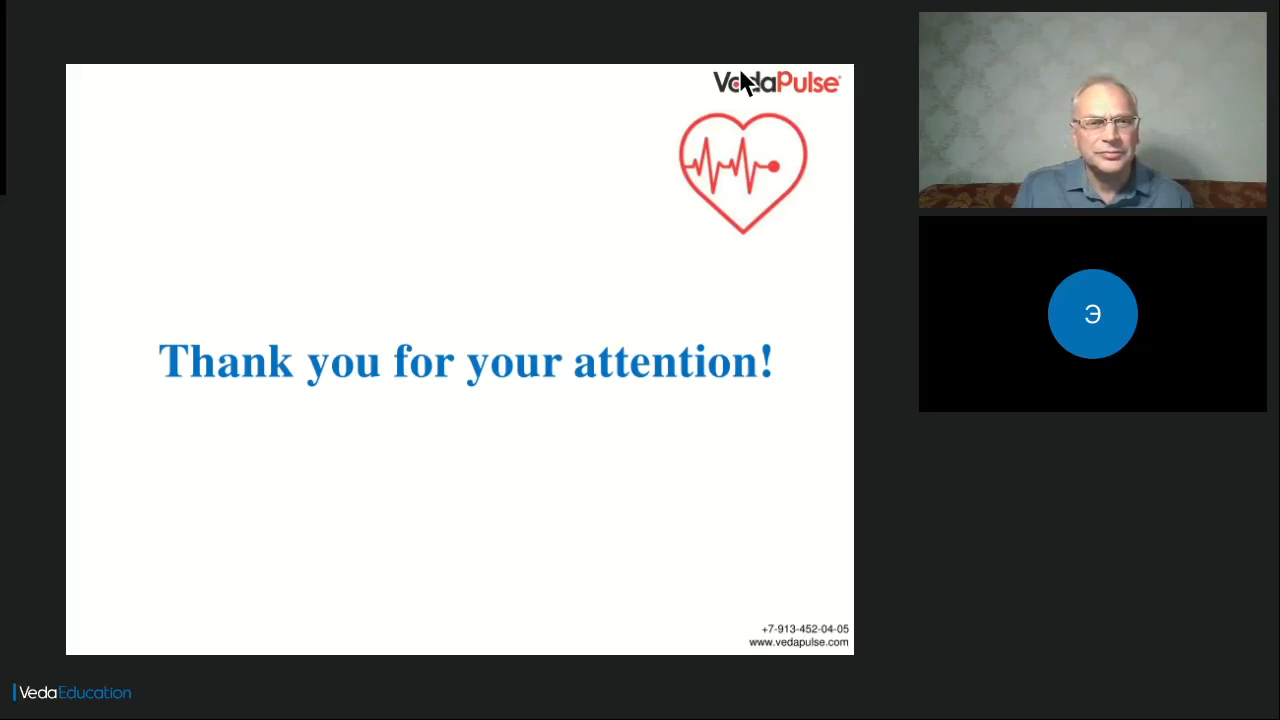 VedaPulse®
Thank you for your attention!
+7-913-452-04-05
www.vedapulse.com
Э
VedaEducation